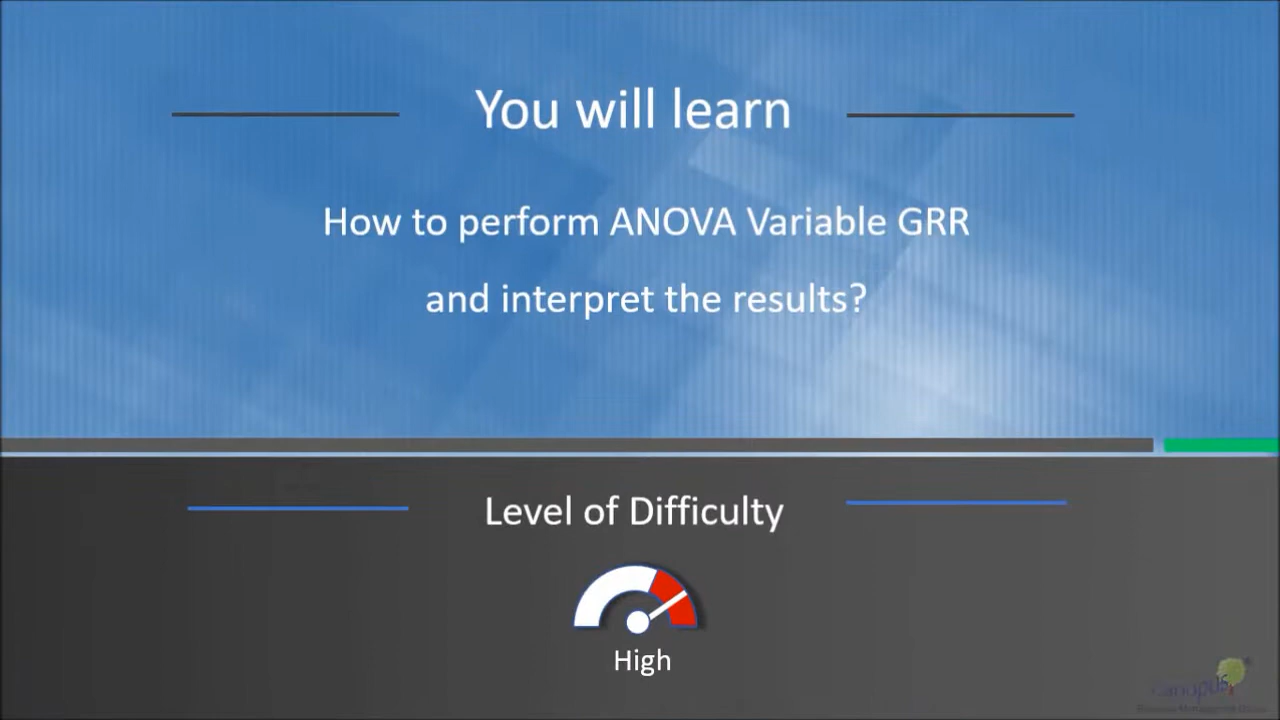 You will learn
How to perform ANOVA Variable GRR
and interpret the results?
Level of Difficulty
High
Canopus